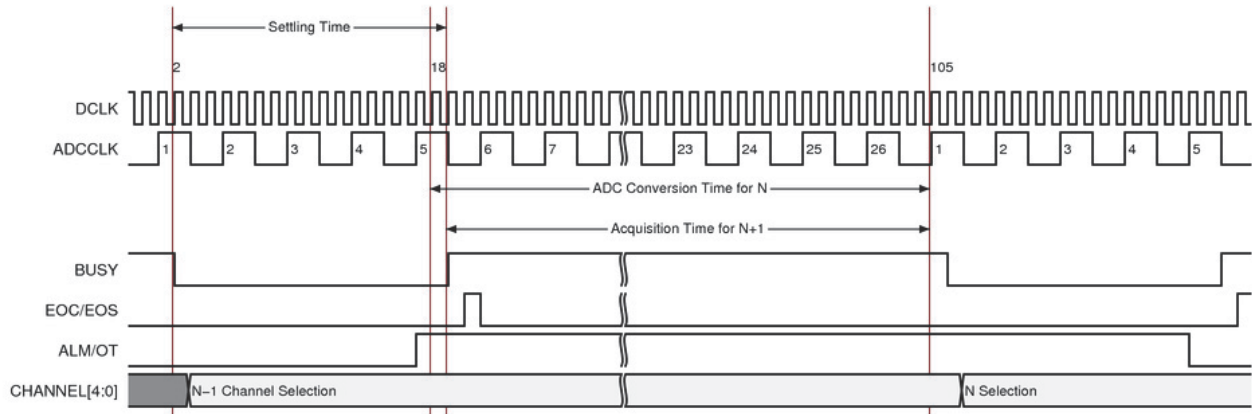 Settling Time
2 18 105
DCLK
ADCCLK 1 2 3 4 5 6 7 23 24 25 26 1 2 3 4 5
ADC Conversion Time for N
Acquisition Time for N+1
BUSY
EOC/EOS
ALM/OT
CHANNEL[4:0] N–1 Channel Selection N Selection